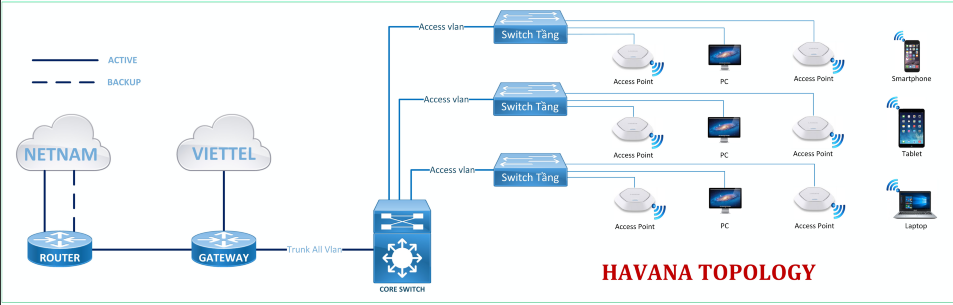 ACTIVE
BACKUP
NETNAM
VIETTEL
ROUTER
GATEWAY
Trunk All Vlan
CORE SWITCH
Access vlan
Switch Tầng
Access Point
PC
Access Point
Smartphone
Access vlan
Switch Tầng
Access Point
PC
Access Point
Tablet
Access vlan
Switch Tầng
Access Point
PC
Access Point
Laptop
HAVANA TOPOLOGY